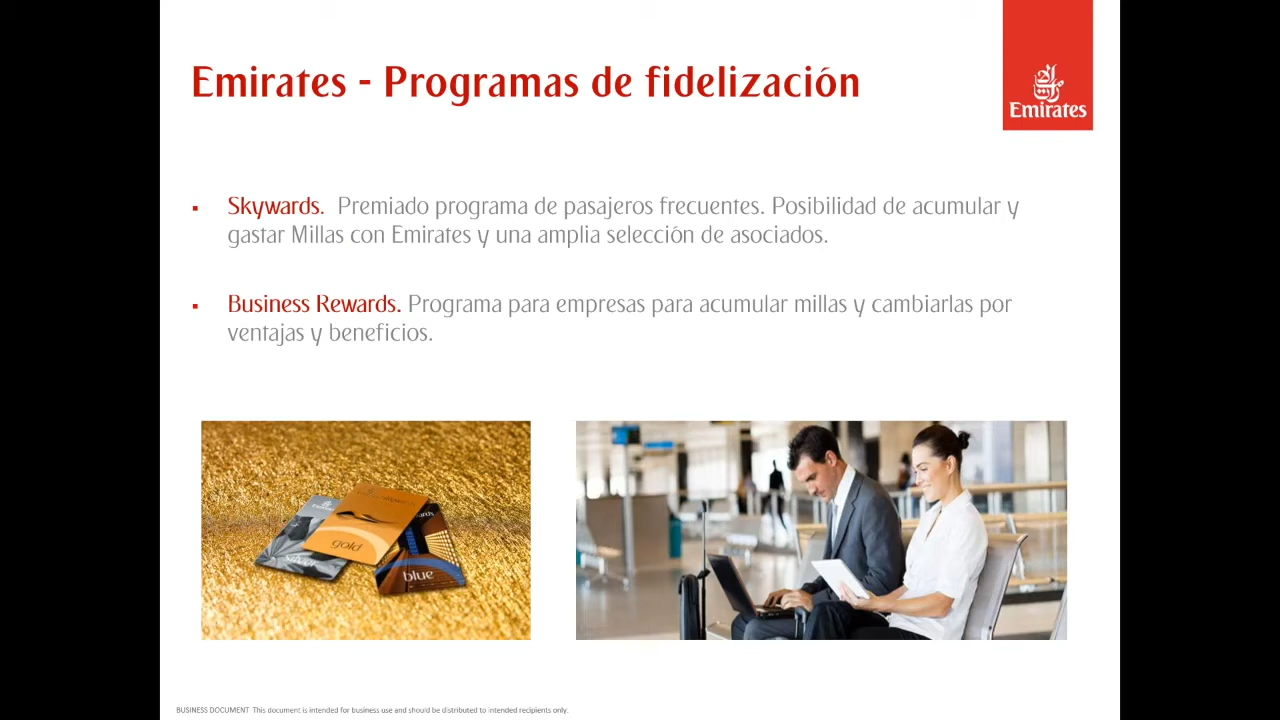 Emirates - Programas de fidelización
Emirates
Skywards. Premiado programa de pasajeros frecuentes. Posibilidad de acumular y
gastar Millas con Emirates y una amplia selección de asociados.
Business Rewards. Programa para empresas para acumular millas y cambiarlas por
ventajas y beneficios.
Emirates
silver
gold
blue
BUSINESS DOCUMENT This document is intended for business use and should be distributed to intended recipients only.